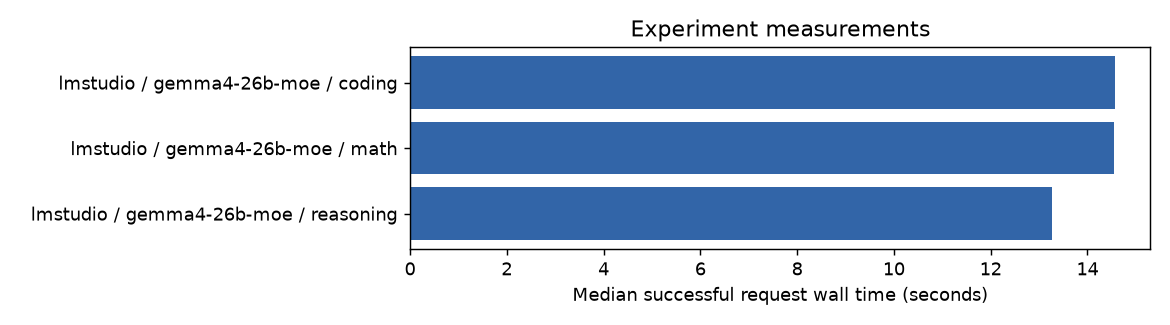 Experiment measurements
lmstudio / gemma4-26b-moe / coding
lmstudio / gemma4-26b-moe / math
lmstudio / gemma4-26b-moe / reasoning
0 2 4 6 8 10 12 14
Median successful request wall time (seconds)